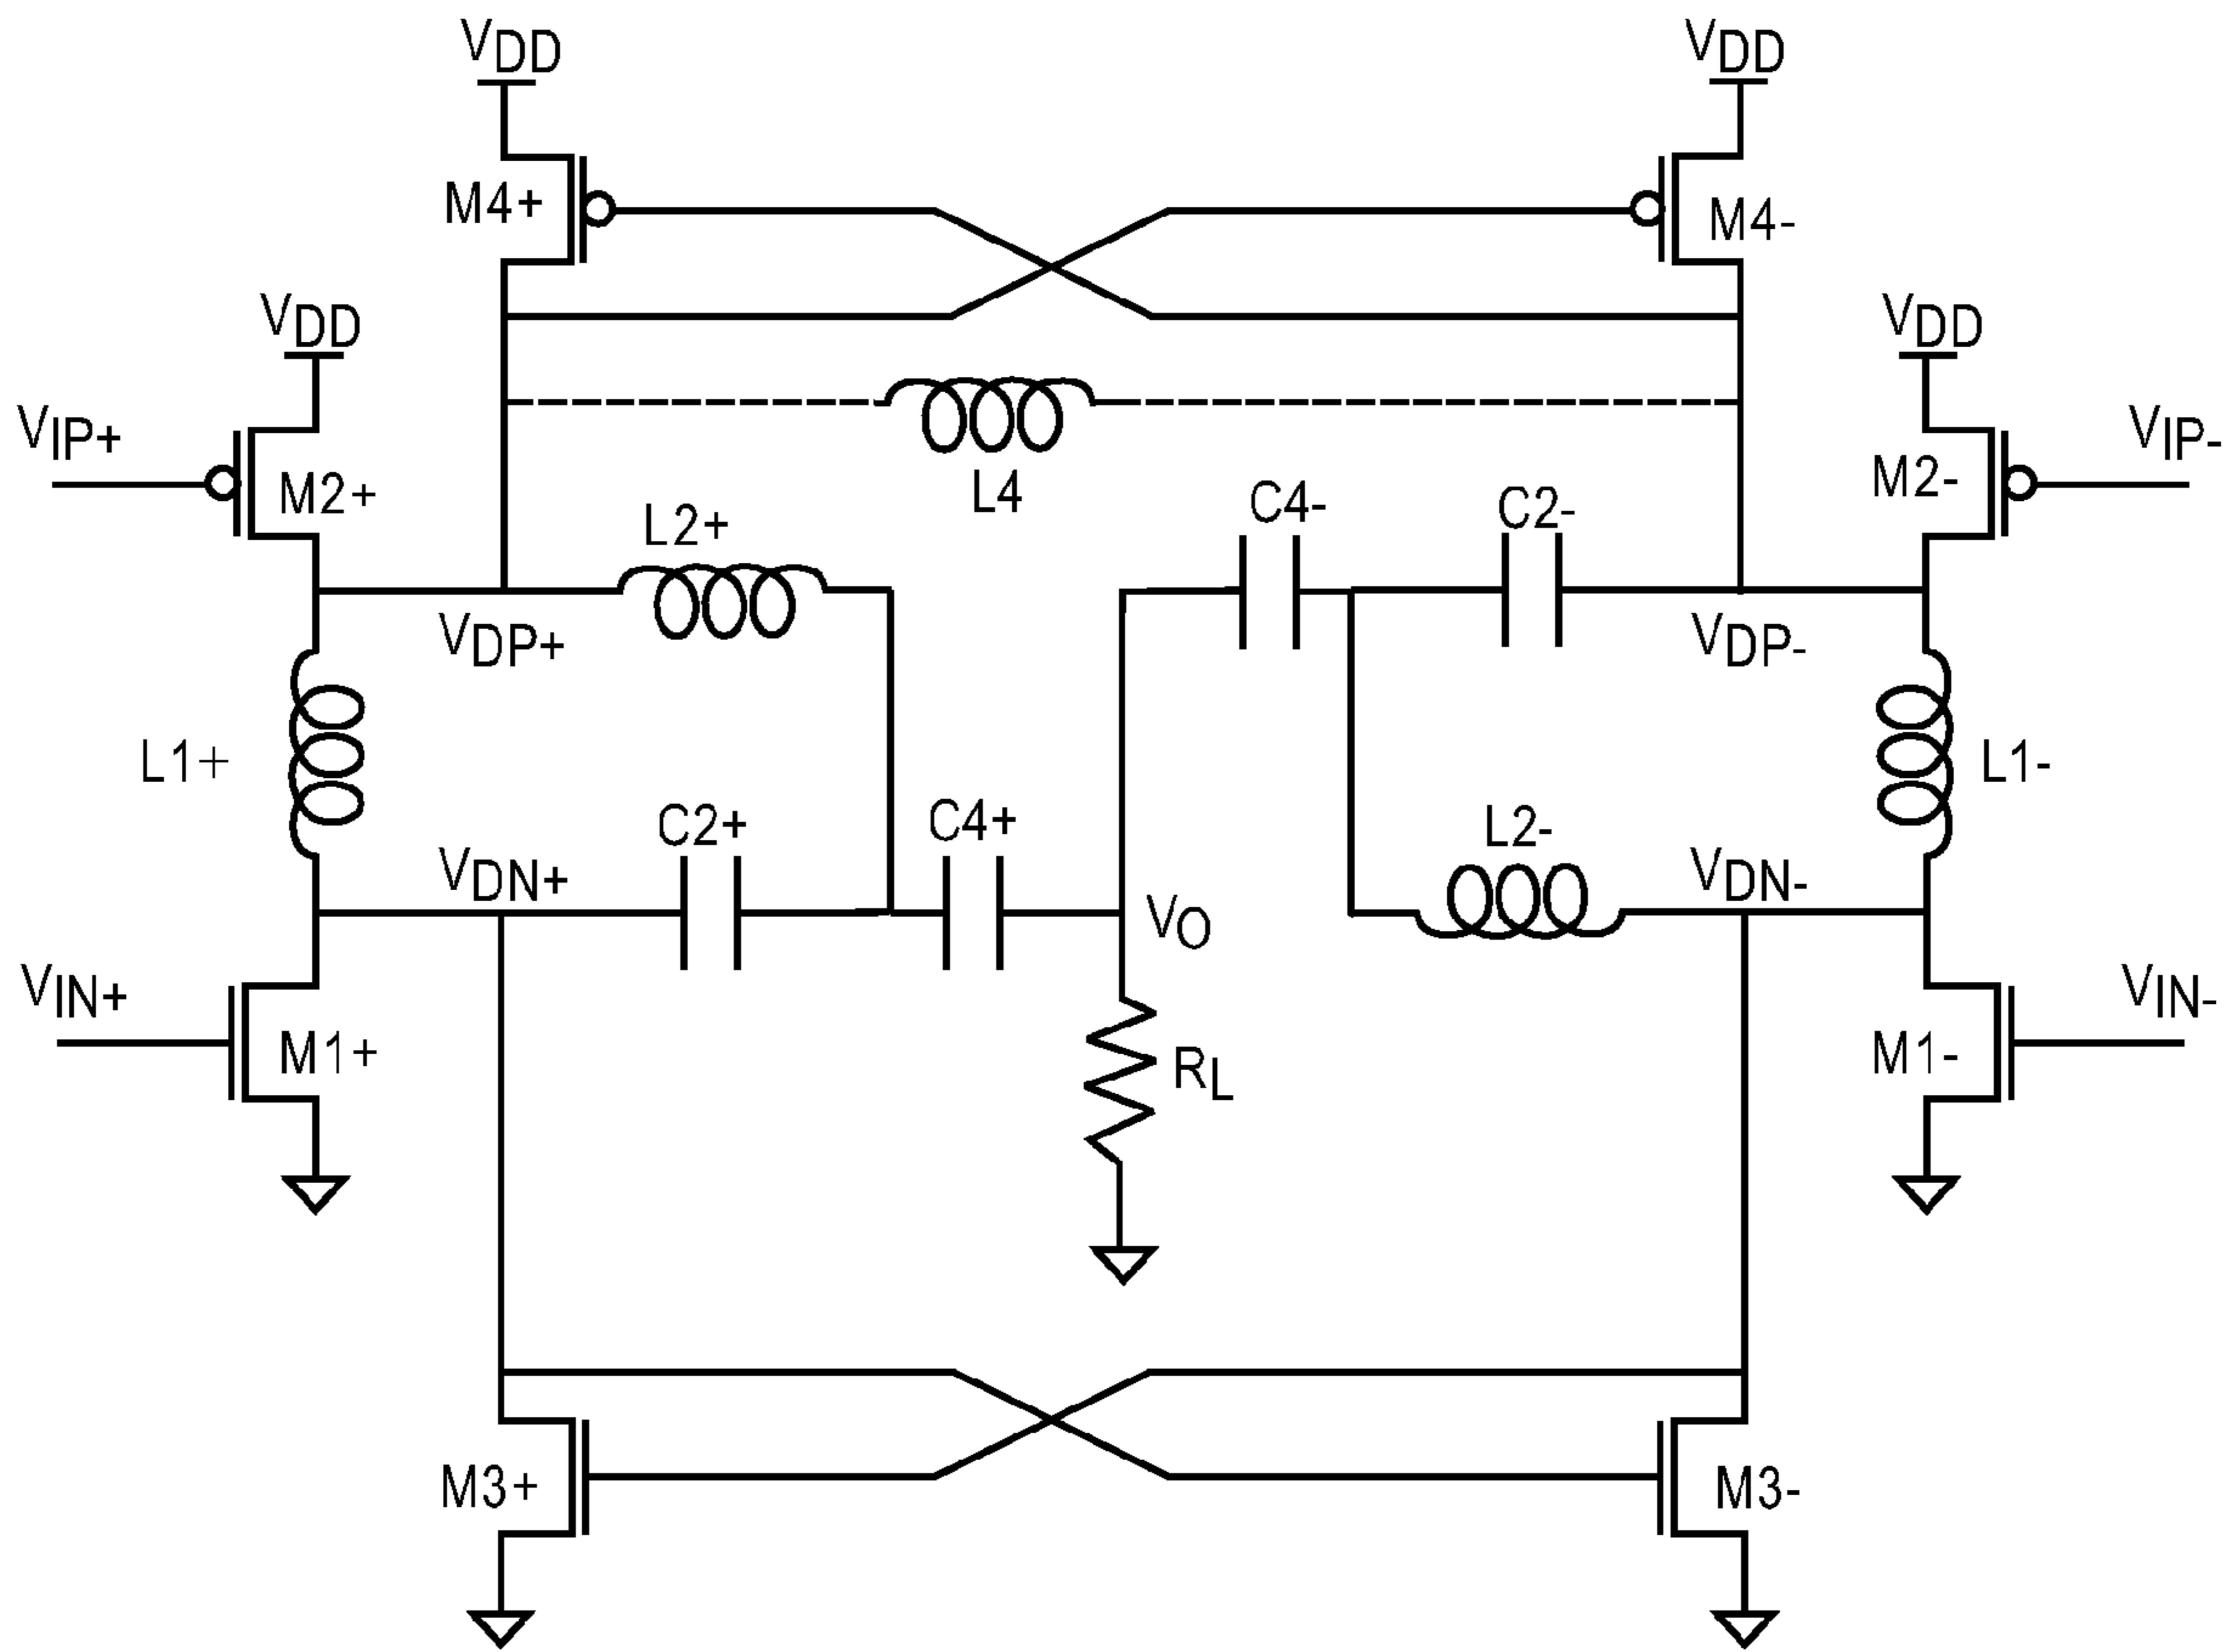 VDD
VDD
M4+
M4-
VDD
VDD
VIP+
VIP-
M2+
M2-
L4
C4-
C2-
L2+
VDP+
VDP-
L1+
L1-
C2+
C4+
L2-
VDN+
VDN-
VO
VIN+
VIN-
M1+
M1-
RL
M3+
M3-